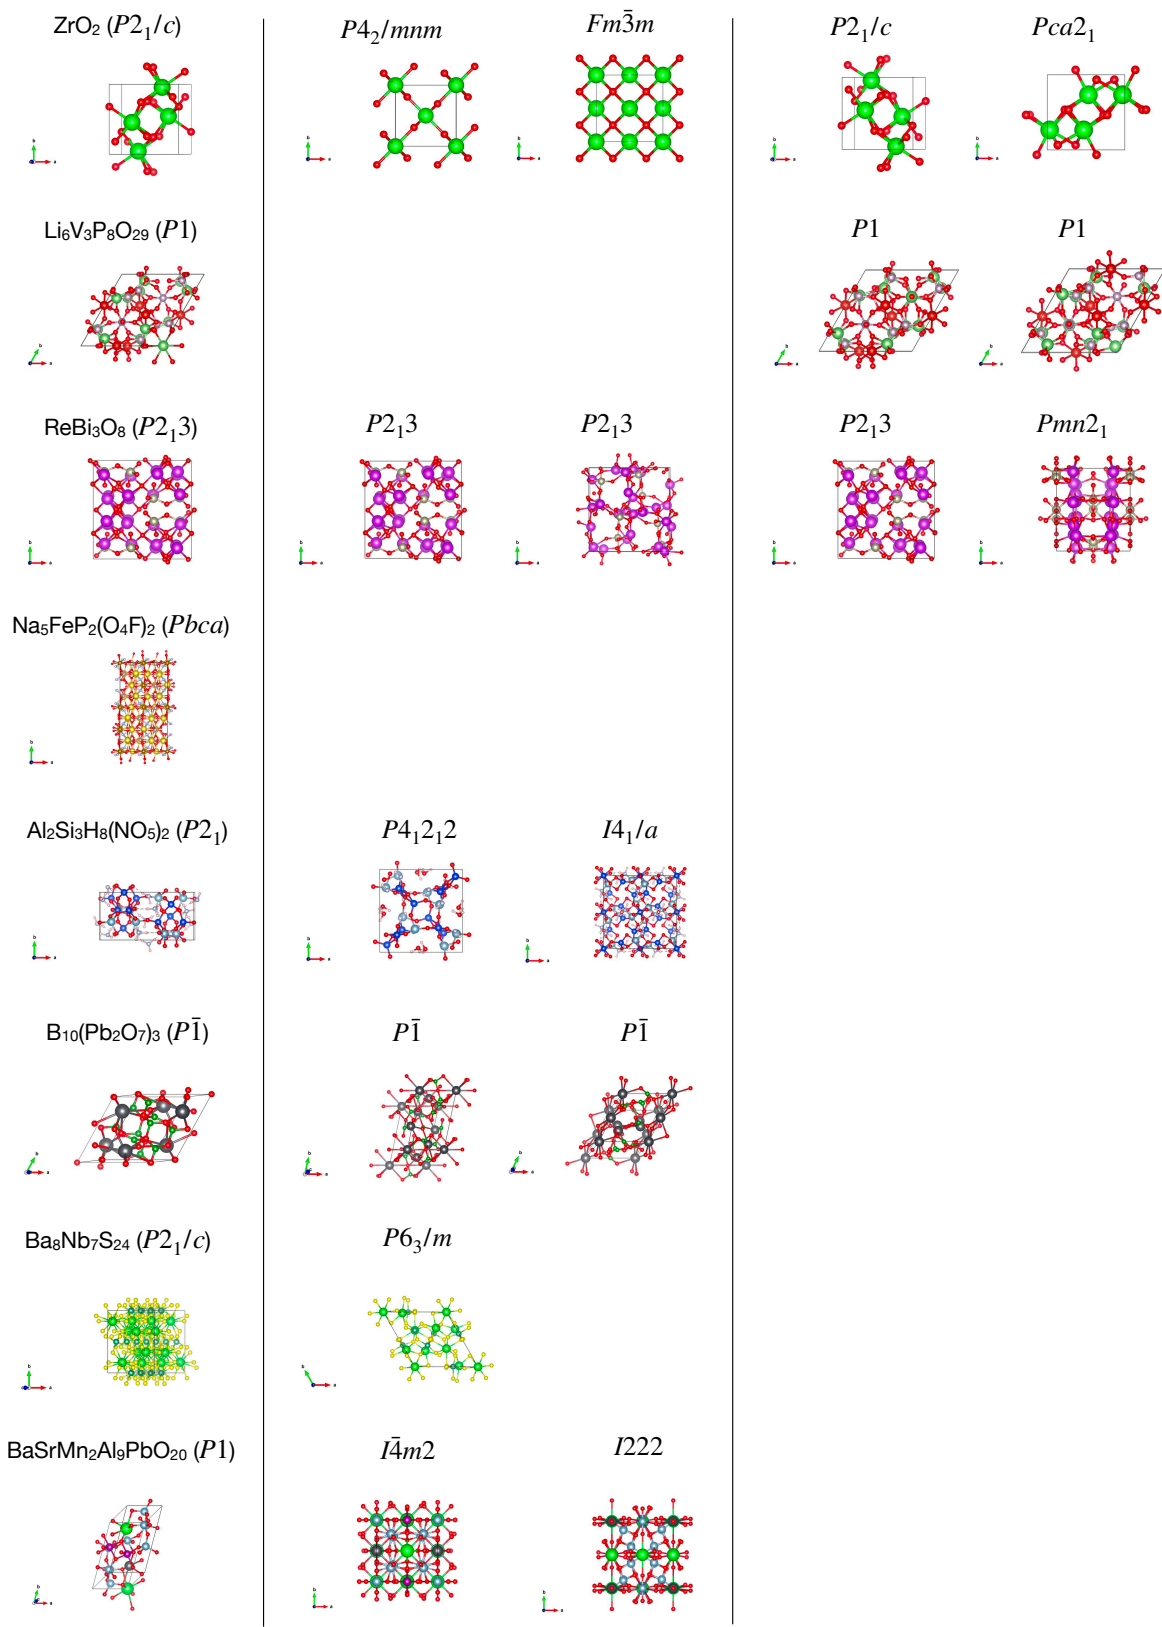 ZrO₂ (P2₁/c) P4₂/mnm Fm3̄m P2₁/c Pca2₁
b a b a b a b a b a
Li₆V₃P₈O₂₉ (P1) P1 P1
b a b a b a
ReBi₃O₈ (P2₁3) P2₁3 P2₁3 P2₁3 Pmn2₁
b a b a b a b a b a
Na₅FeP₂(O₄F)₂ (Pbca)
b a
Al₂Si₃H₈(NO₅)₂ (P2₁) P4₁2₁2 I4₁/a
b a b a b a
B₁₀(Pb₂O₇)₃ (P1̄) P1̄ P1̄
b a b a b a
Ba₈Nb₇S₂₄ (P2₁/c) P6₃/m
b a b a
BaSrMn₂Al₉PbO₂₀ (P1) I4̄m2 I222
b a b a b a